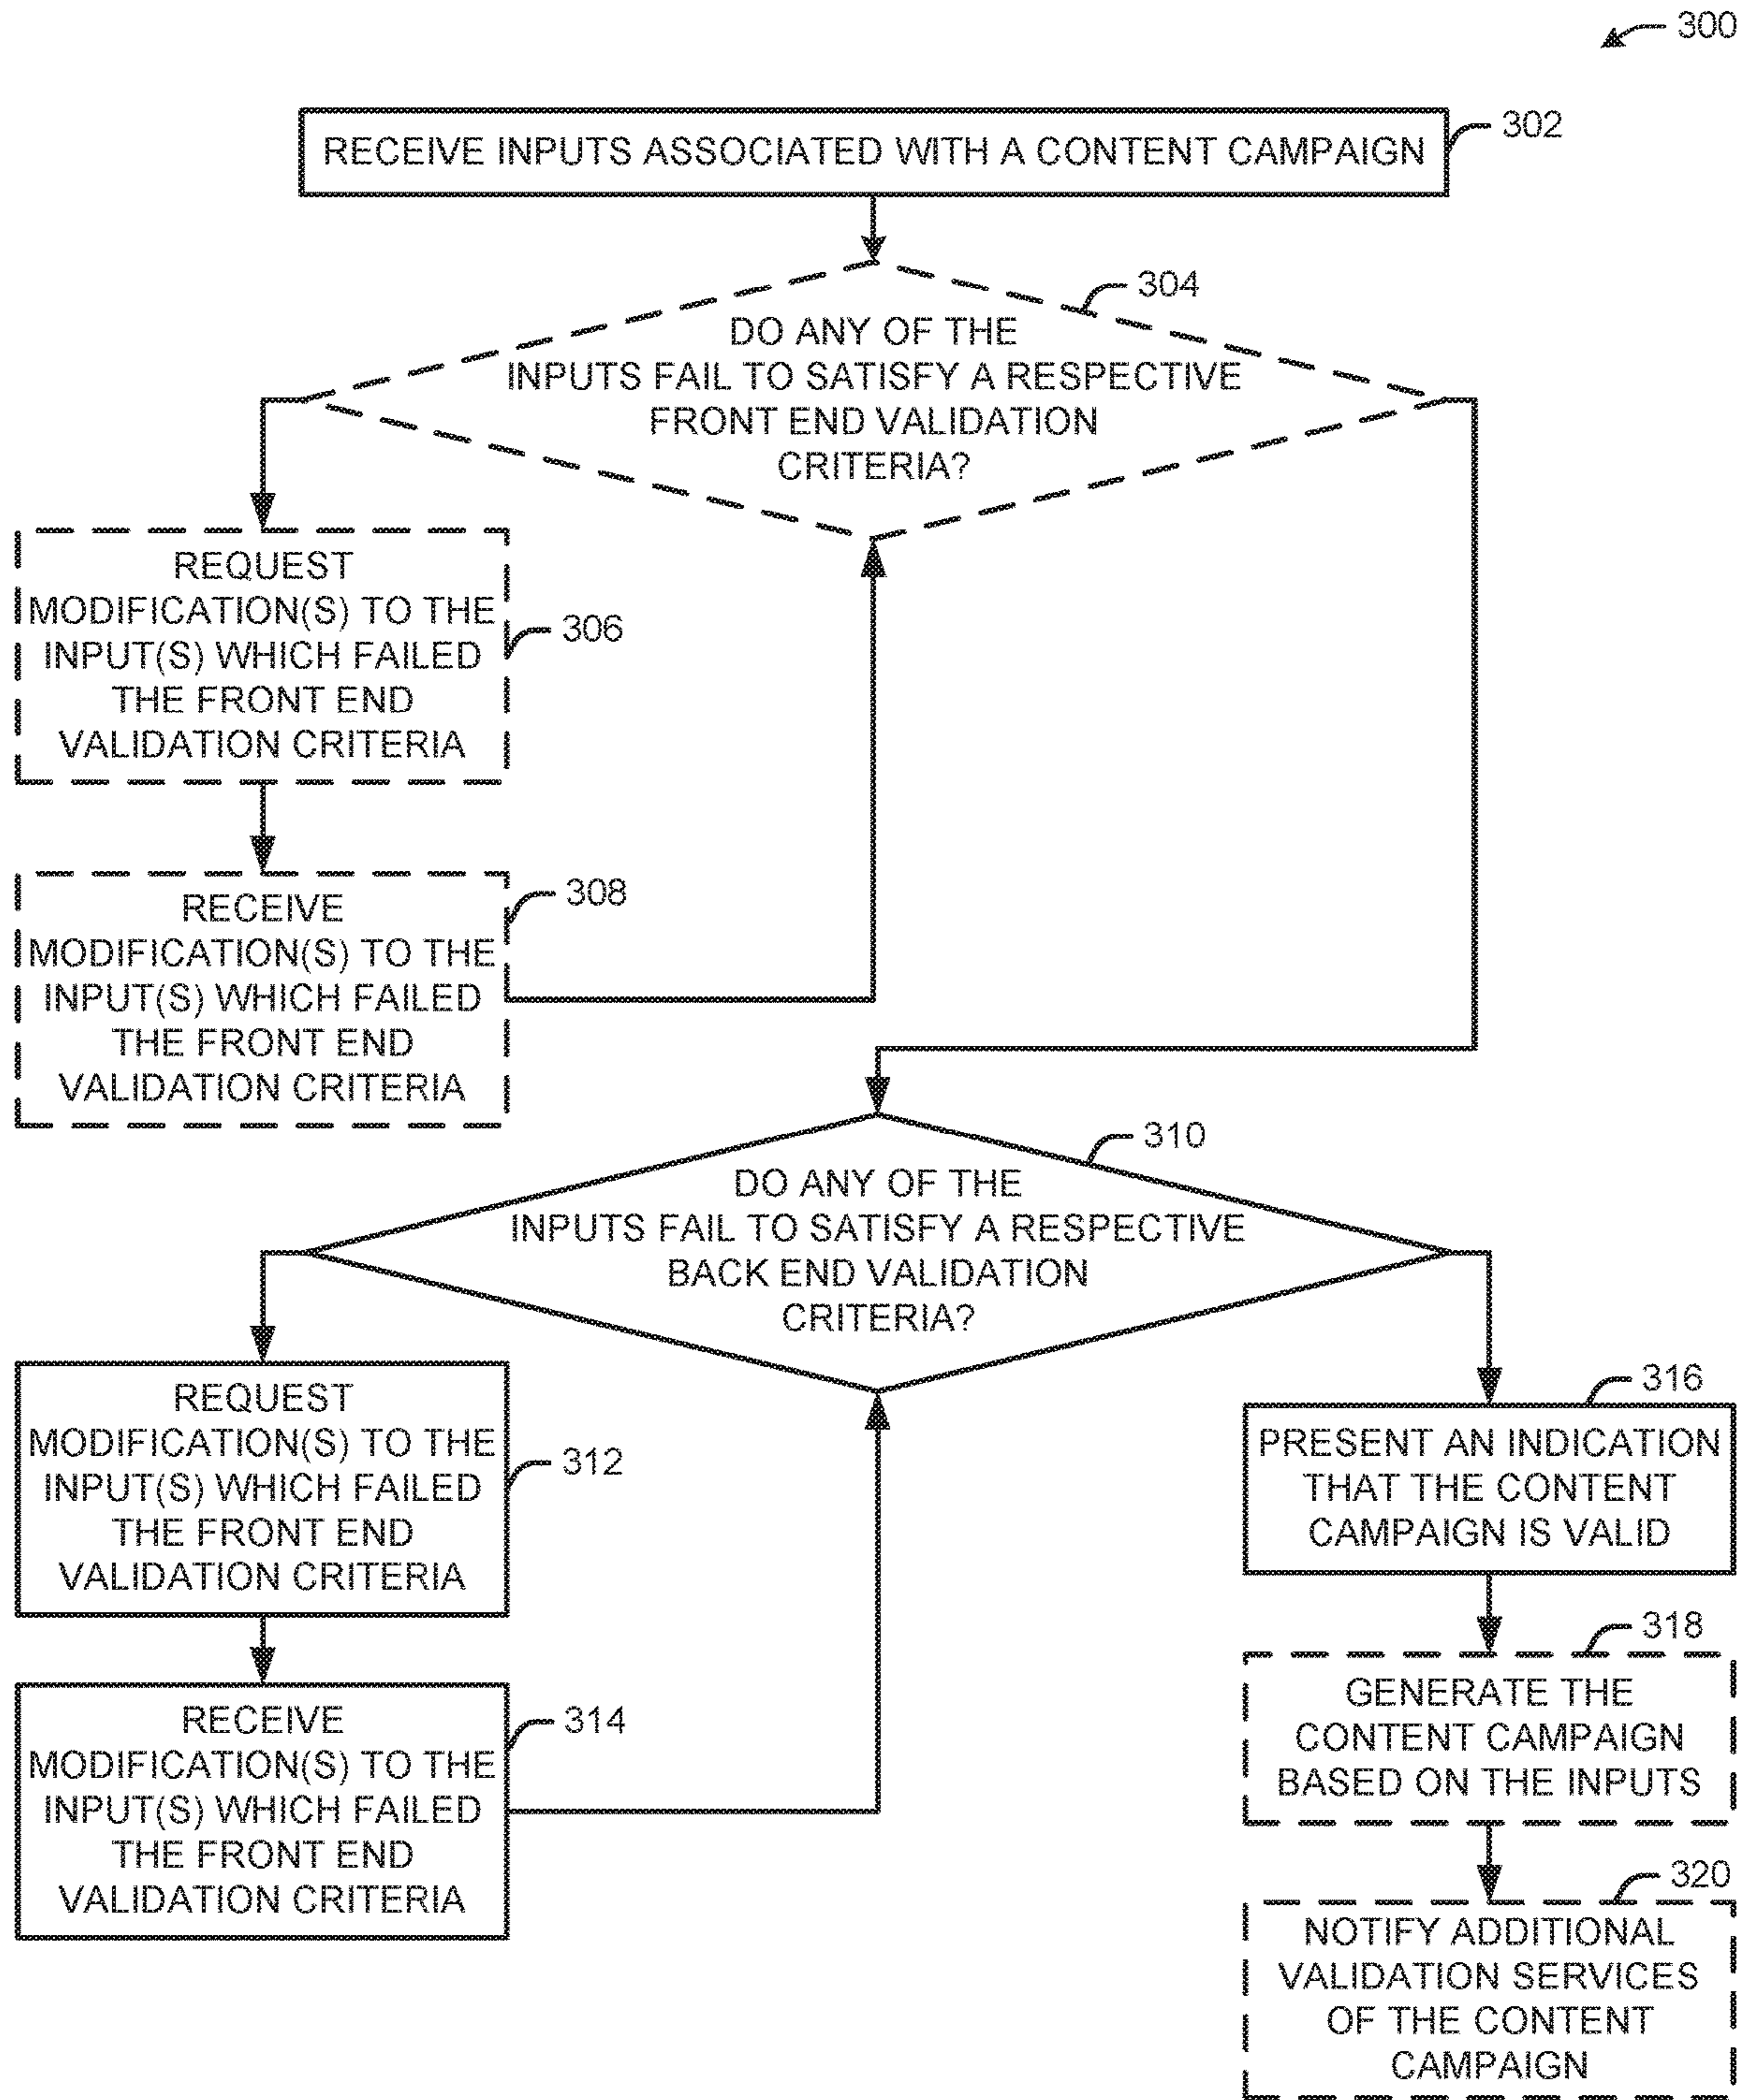 300
RECEIVE INPUTS ASSOCIATED WITH A CONTENT CAMPAIGN
302
304
DO ANY OF THE
INPUTS FAIL TO SATISFY A RESPECTIVE
FRONT END VALIDATION
CRITERIA?
REQUEST
MODIFICATION(S) TO THE
INPUT(S) WHICH FAILED
THE FRONT END
VALIDATION CRITERIA
306
RECEIVE
MODIFICATION(S) TO THE
INPUT(S) WHICH FAILED
THE FRONT END
VALIDATION CRITERIA
308
310
DO ANY OF THE
INPUTS FAIL TO SATISFY A RESPECTIVE
BACK END VALIDATION
CRITERIA?
REQUEST
MODIFICATION(S) TO THE
INPUT(S) WHICH FAILED
THE FRONT END
VALIDATION CRITERIA
312
RECEIVE
MODIFICATION(S) TO THE
INPUT(S) WHICH FAILED
THE FRONT END
VALIDATION CRITERIA
314
316
PRESENT AN INDICATION
THAT THE CONTENT
CAMPAIGN IS VALID
318
GENERATE THE
CONTENT CAMPAIGN
BASED ON THE INPUTS
320
NOTIFY ADDITIONAL
VALIDATION SERVICES
OF THE CONTENT
CAMPAIGN